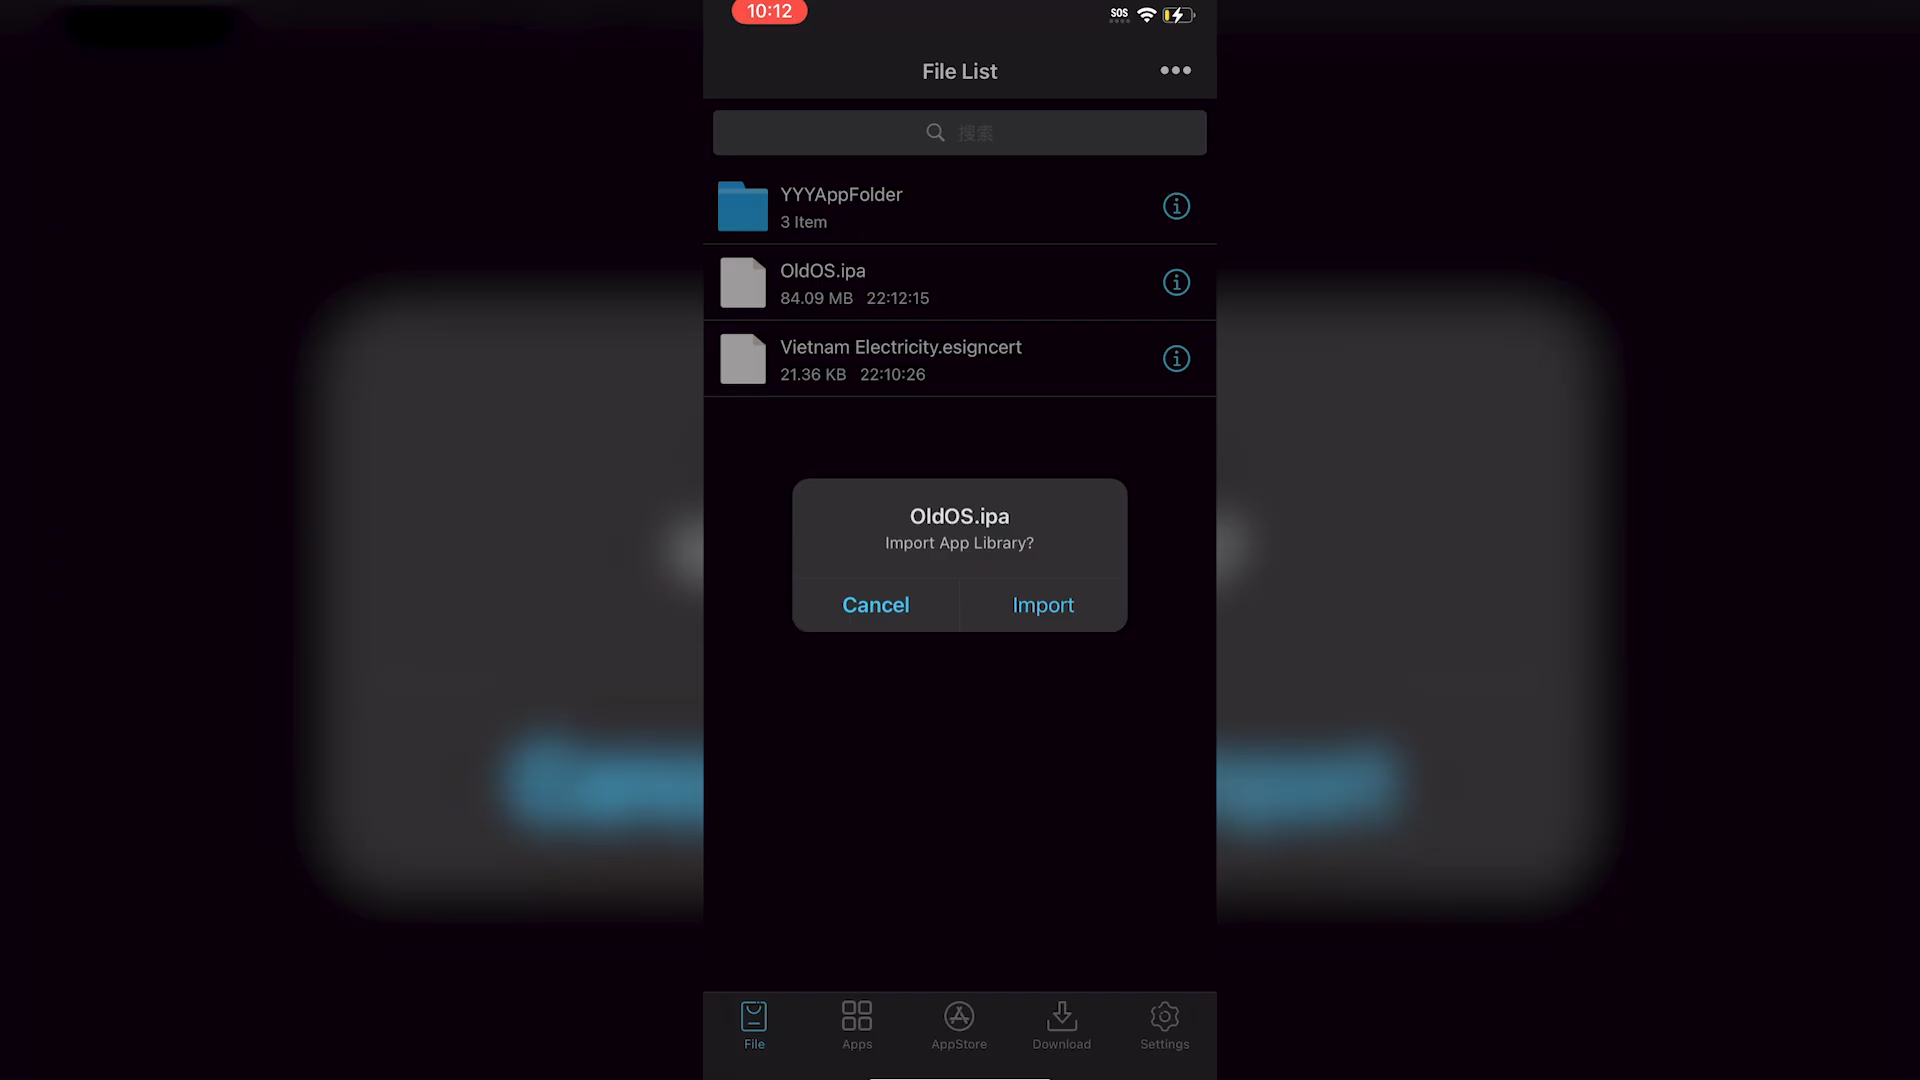 10:12
SOS
File List
搜索
YYYAppFolder
3 Item
OldOS.ipa
84.09 MB 22:12:15
Vietnam Electricity.esigncert
21.36 KB 22:10:26
OldOS.ipa
Import App Library?
Cancel Import
File Apps AppStore Download Settings